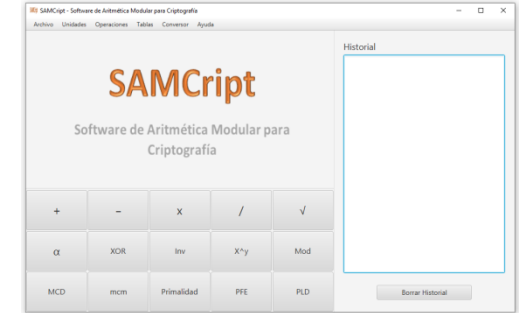 SAMCript - Software de Aritmética Modular para Criptografía
Archivo Unidades Operaciones Tablas Conversor Ayuda
Historial
SAMCript
Software de Aritmética Modular para
Criptografía
+ − x / √
α XOR Inv X^y Mod
MCD mcm Primalidad PFE PLD
Borrar Historial